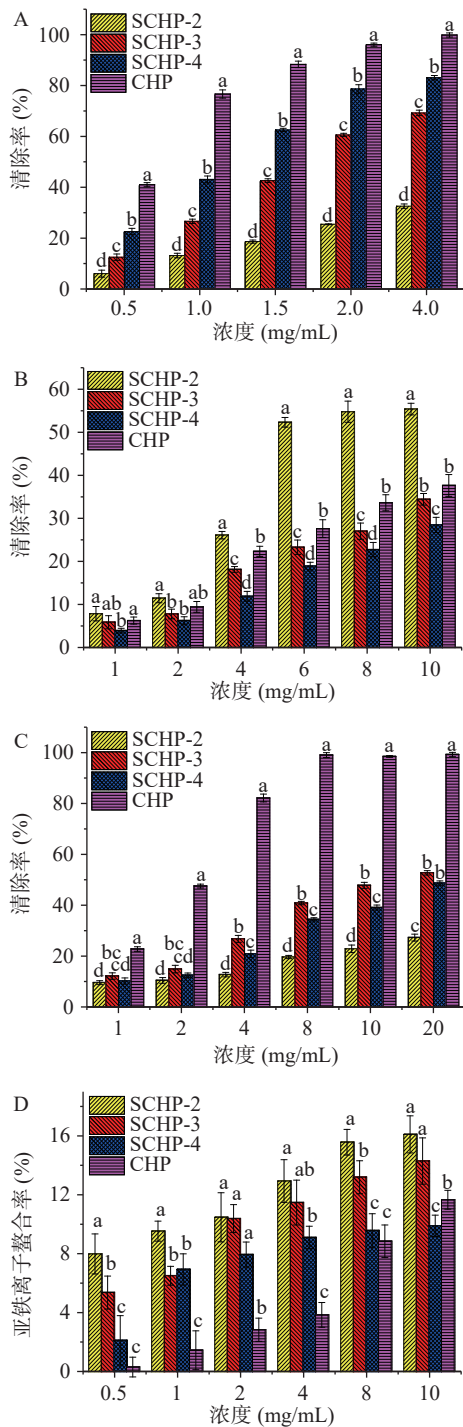 A
SCHP-2
SCHP-3
SCHP-4
CHP
清除率 (%)
100
80
60
40
20
0
d c b a
d c b a
d c b a
d c b a
d c b a
0.5 1.0 1.5 2.0 4.0
浓度 (mg/mL)
B
SCHP-2
SCHP-3
SCHP-4
CHP
清除率 (%)
60
50
40
30
20
10
0
a ab b a
a b b ab
a c d b
a c d b
a c d b
a b c b
1 2 4 6 8 10
浓度 (mg/mL)
C
SCHP-2
SCHP-3
SCHP-4
CHP
清除率 (%)
100
80
60
40
20
0
d bc cd a
d bc cd a
d b c a
d b c a
d b c a
d b b a
1 2 4 8 10 20
浓度 (mg/mL)
D
SCHP-2
SCHP-3
SCHP-4
CHP
亚铁离子螯合率 (%)
16
12
8
4
0
a b c c
a b b c
a a a b
a ab b c
a b c c
a a c b
0.5 1 2 4 8 10
浓度 (mg/mL)